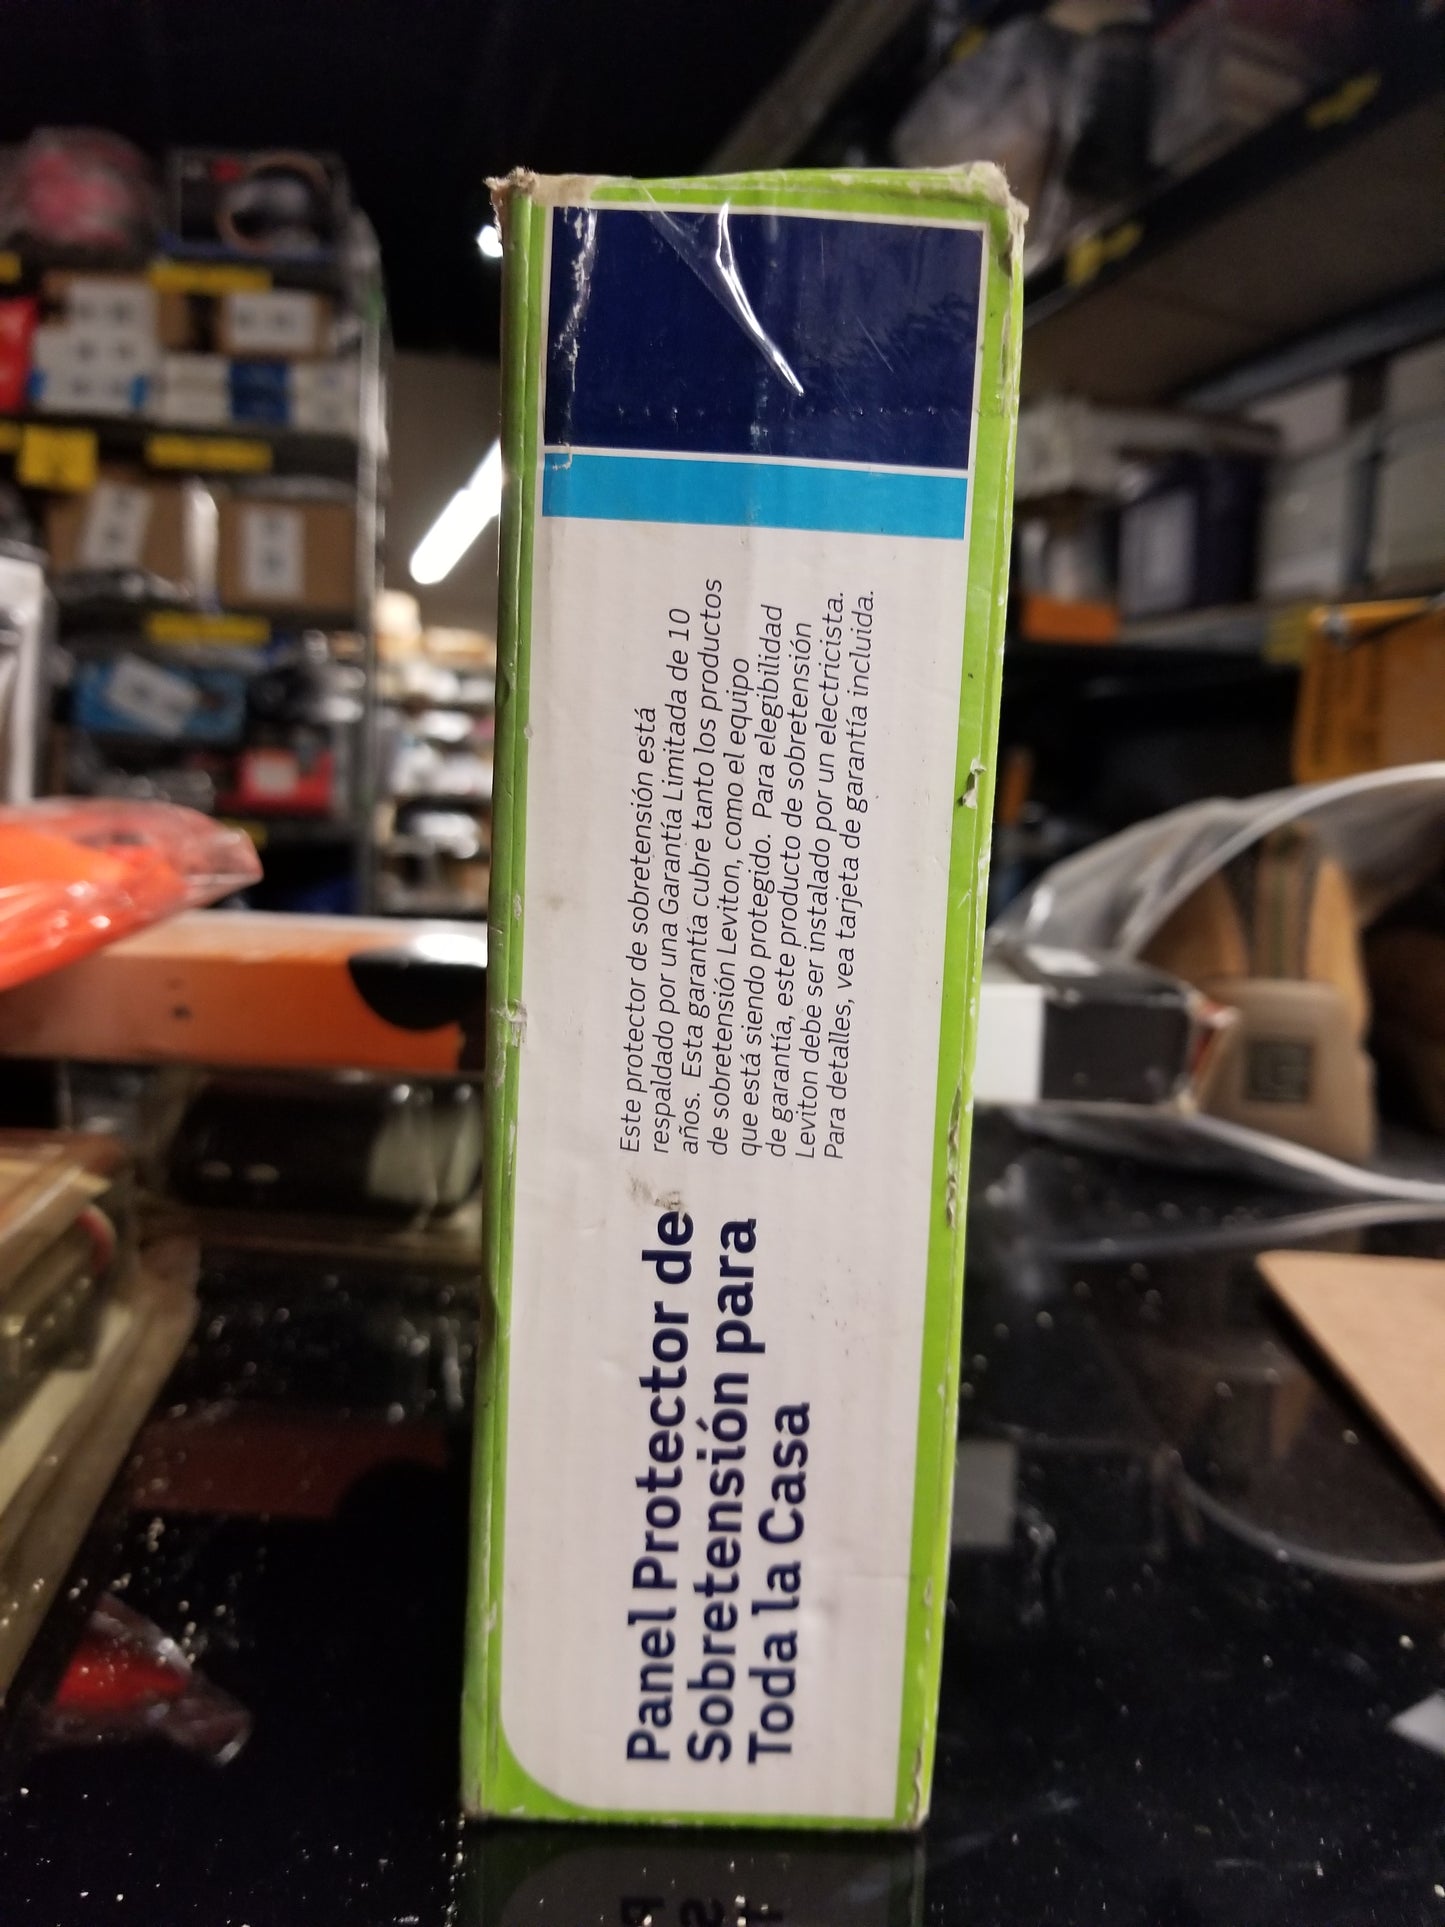 Panel Protector de
Sobretensión para
Toda la Casa
Este protector de sobretensión está
respaldado por una Garantía Limitada de 10
años. Esta garantía cubre tanto los productos
de sobretensión Leviton, como el equipo
que está siendo protegido. Para elegibilidad
de garantía, este producto de sobretensión
Leviton debe ser instalado por un electricista.
Para detalles, vea tarjeta de garantía incluida.